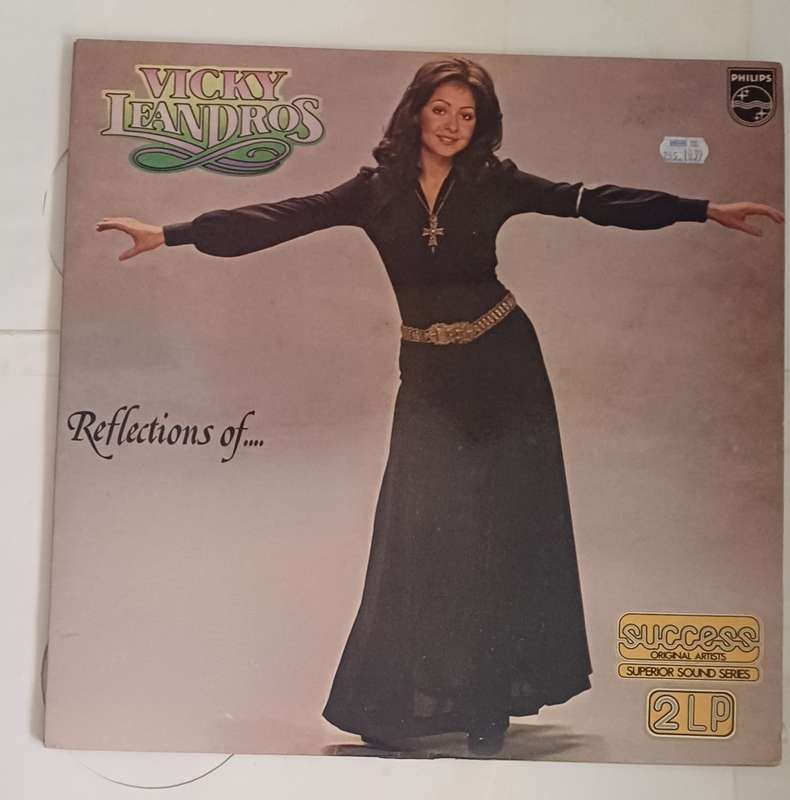 VICKY
LEANDROS
PHILIPS
Reflections of....
success
ORIGINAL ARTISTS
SUPERIOR SOUND SERIES
2 LP